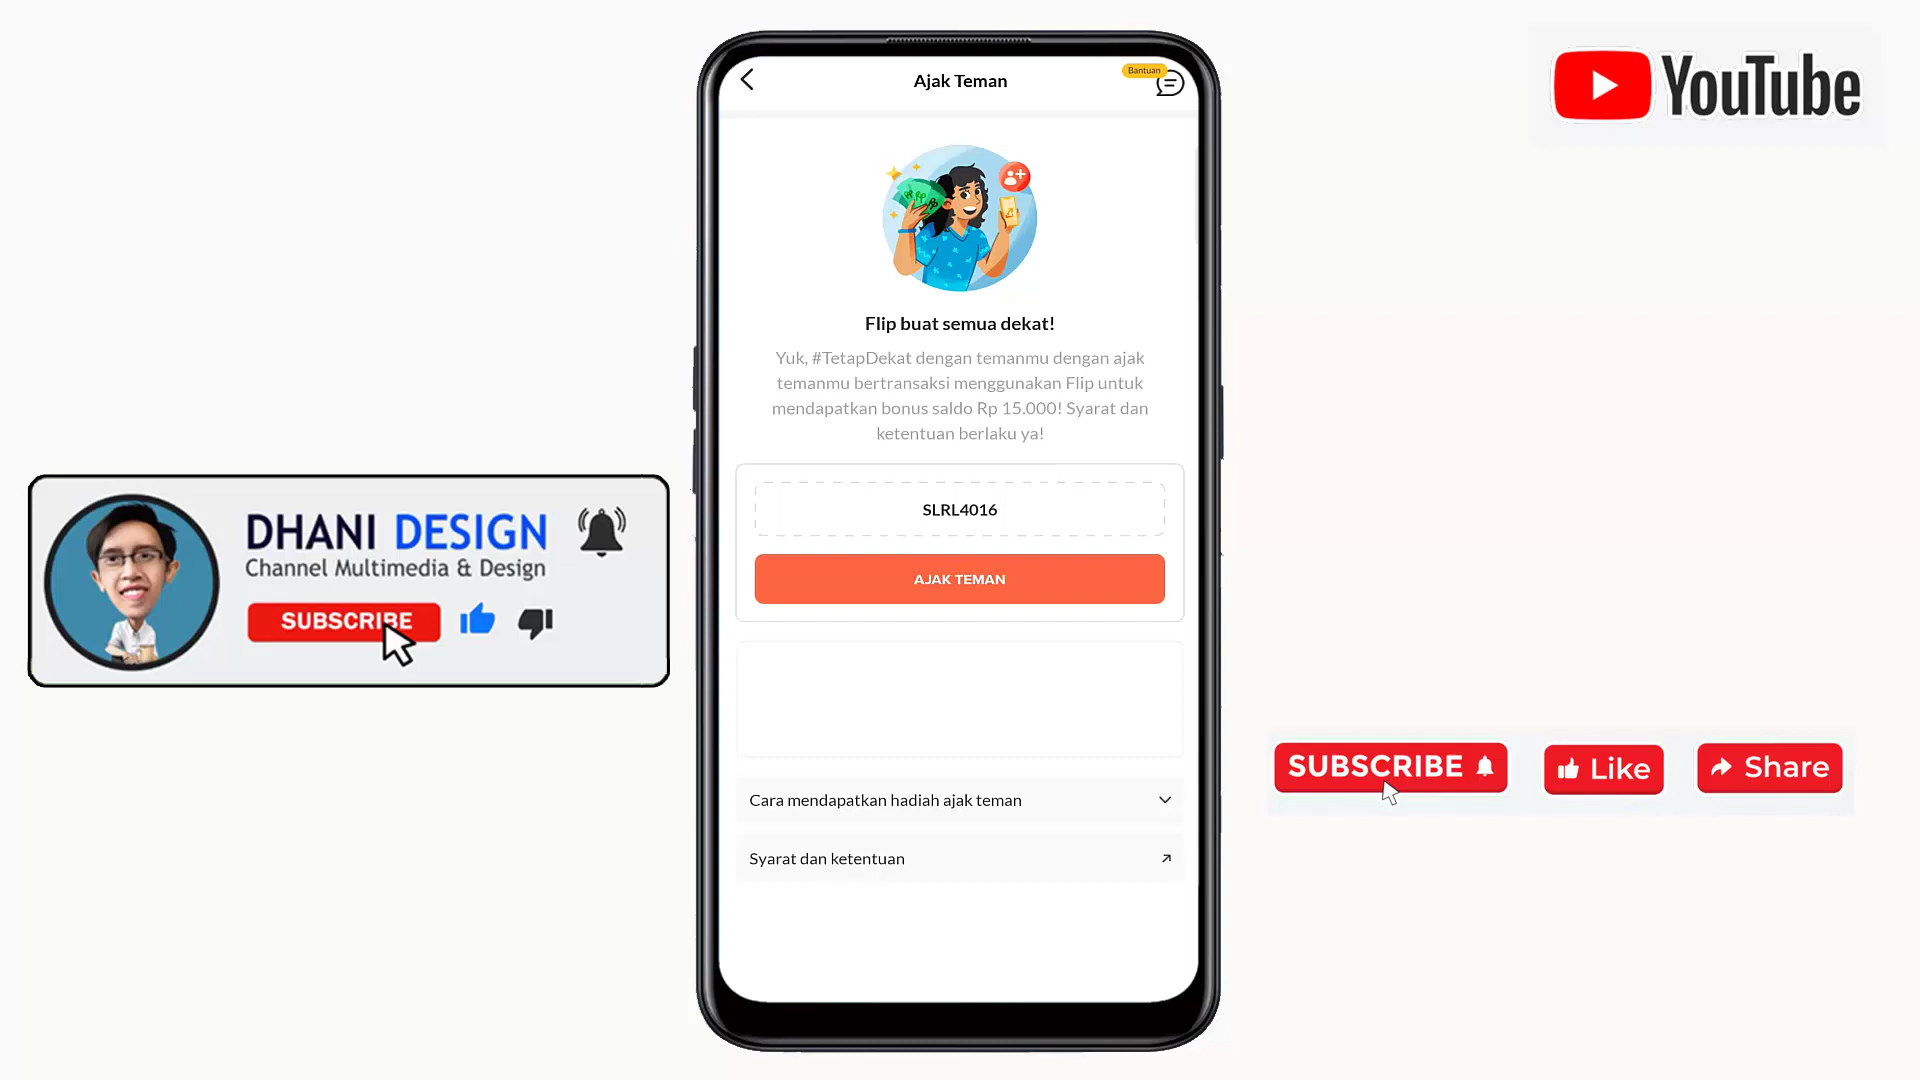 Ajak Teman
Bantuan
YouTube
Flip buat semua dekat!
Yuk, #TetapDekat dengan temanmu dengan ajak
temanmu bertransaksi menggunakan Flip untuk
mendapatkan bonus saldo Rp 15.000! Syarat dan
ketentuan berlaku ya!
SLRL4016
AJAK TEMAN
DHANI DESIGN
Channel Multimedia & Design
SUBSCRIBE
Cara mendapatkan hadiah ajak teman
Syarat dan ketentuan
SUBSCRIBE
Like
Share